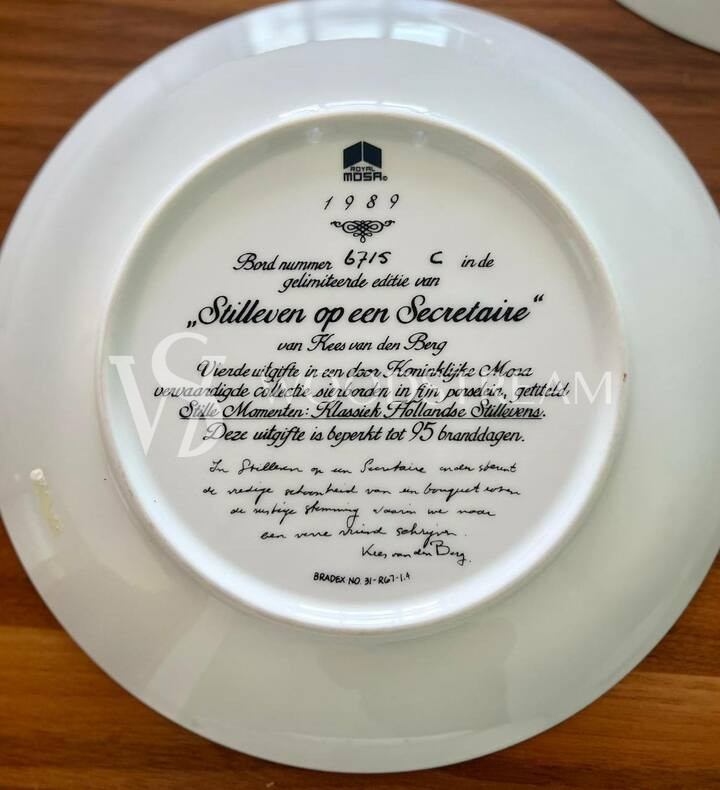 ROYAL
MOSA©
1989
Bord nummer 6715 C in de
gelimiteerde editie van
„Stilleven op een Secretaire“
van Kees van den Berg
Vierde uitgifte in een door Koninklijke Mosa
vervaardigde collectie sierborden in fijn porselein, getiteld
Stille Momenten: Klassiek Hollandse Stillevens.
Deze uitgifte is beperkt tot 95 branddagen.
In Stilleven op een Secretaire ondersteunt
de vredige schoonheid van een bouquet rozen
de rustige stemming waarin we naar
een verre vriend schrijven.
Kees van den Berg.
BRADEX NO. 31-R67-1.4